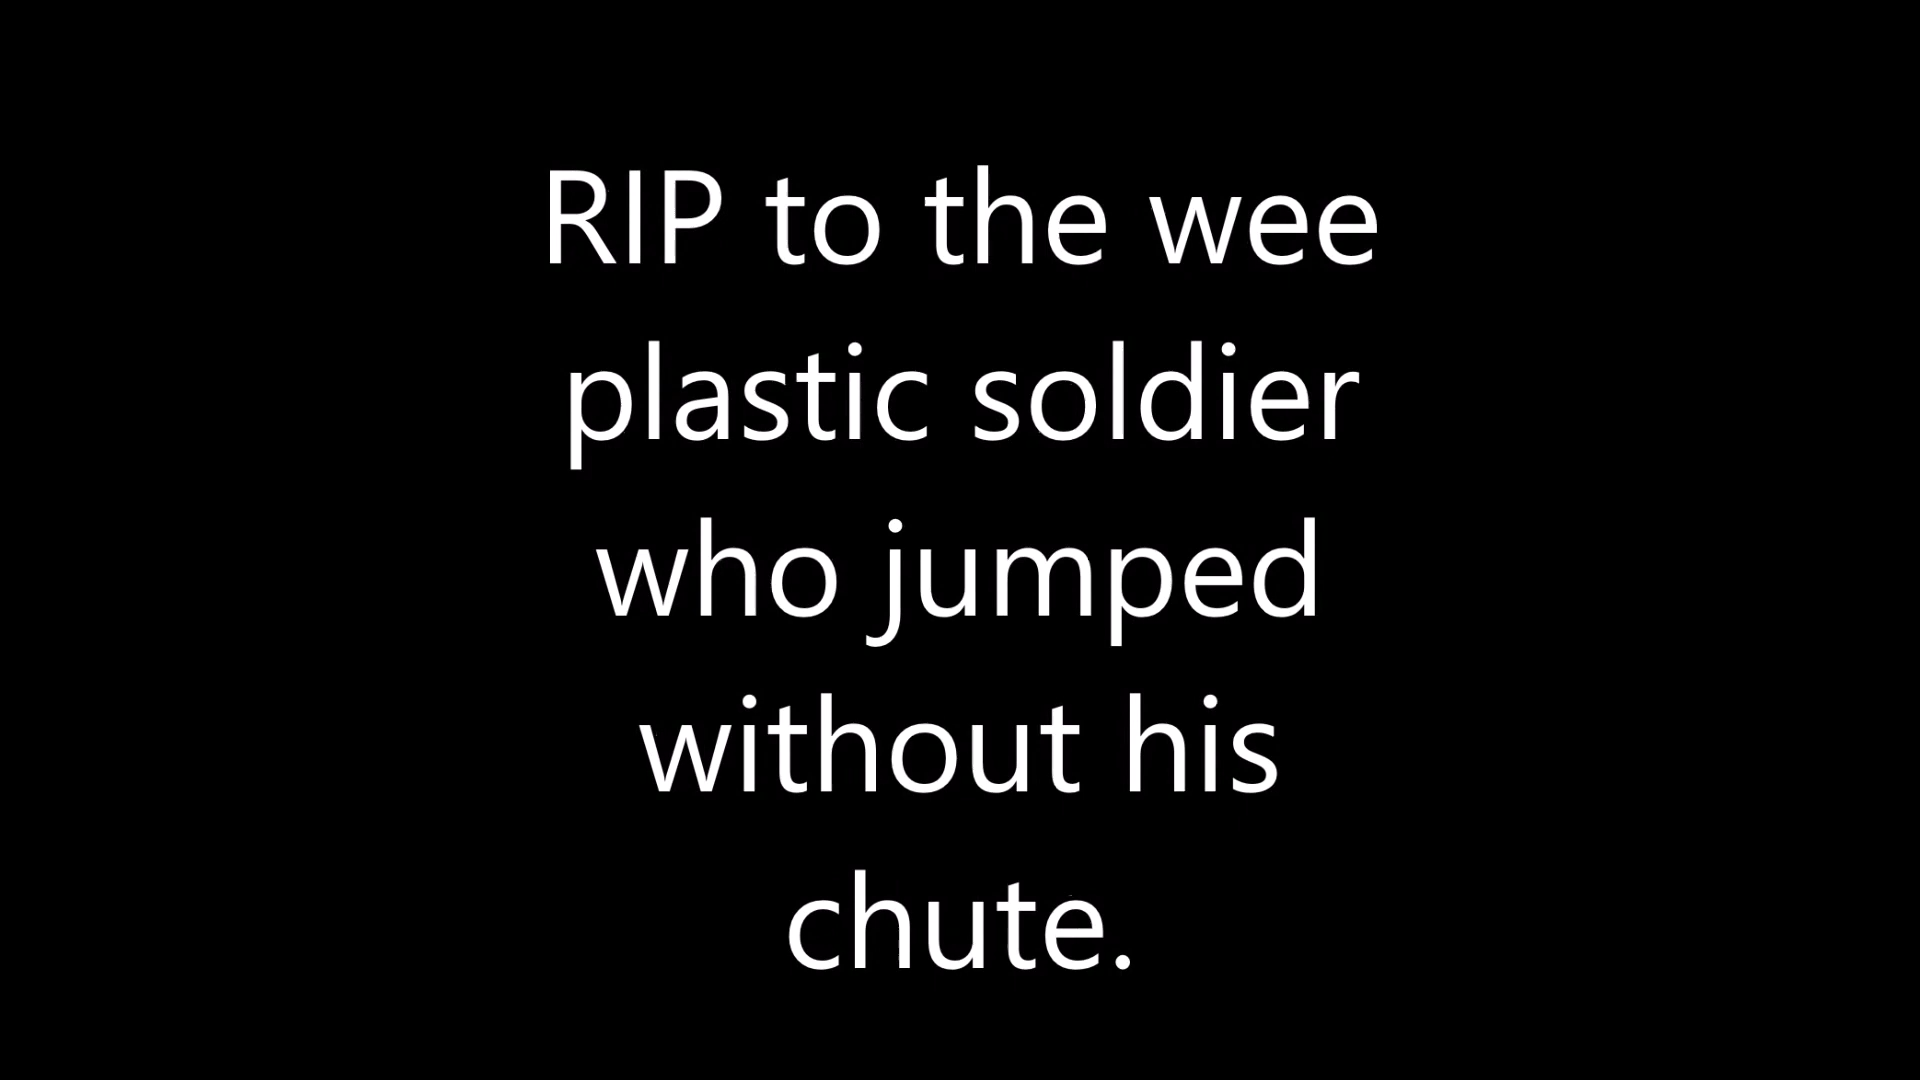 RIP to the wee
plastic soldier
who jumped
without his
chute.